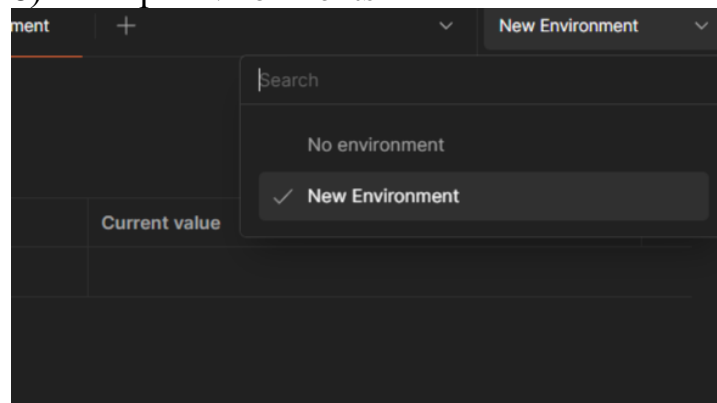 ment
New Environment
Search
No environment
New Environment
Current value